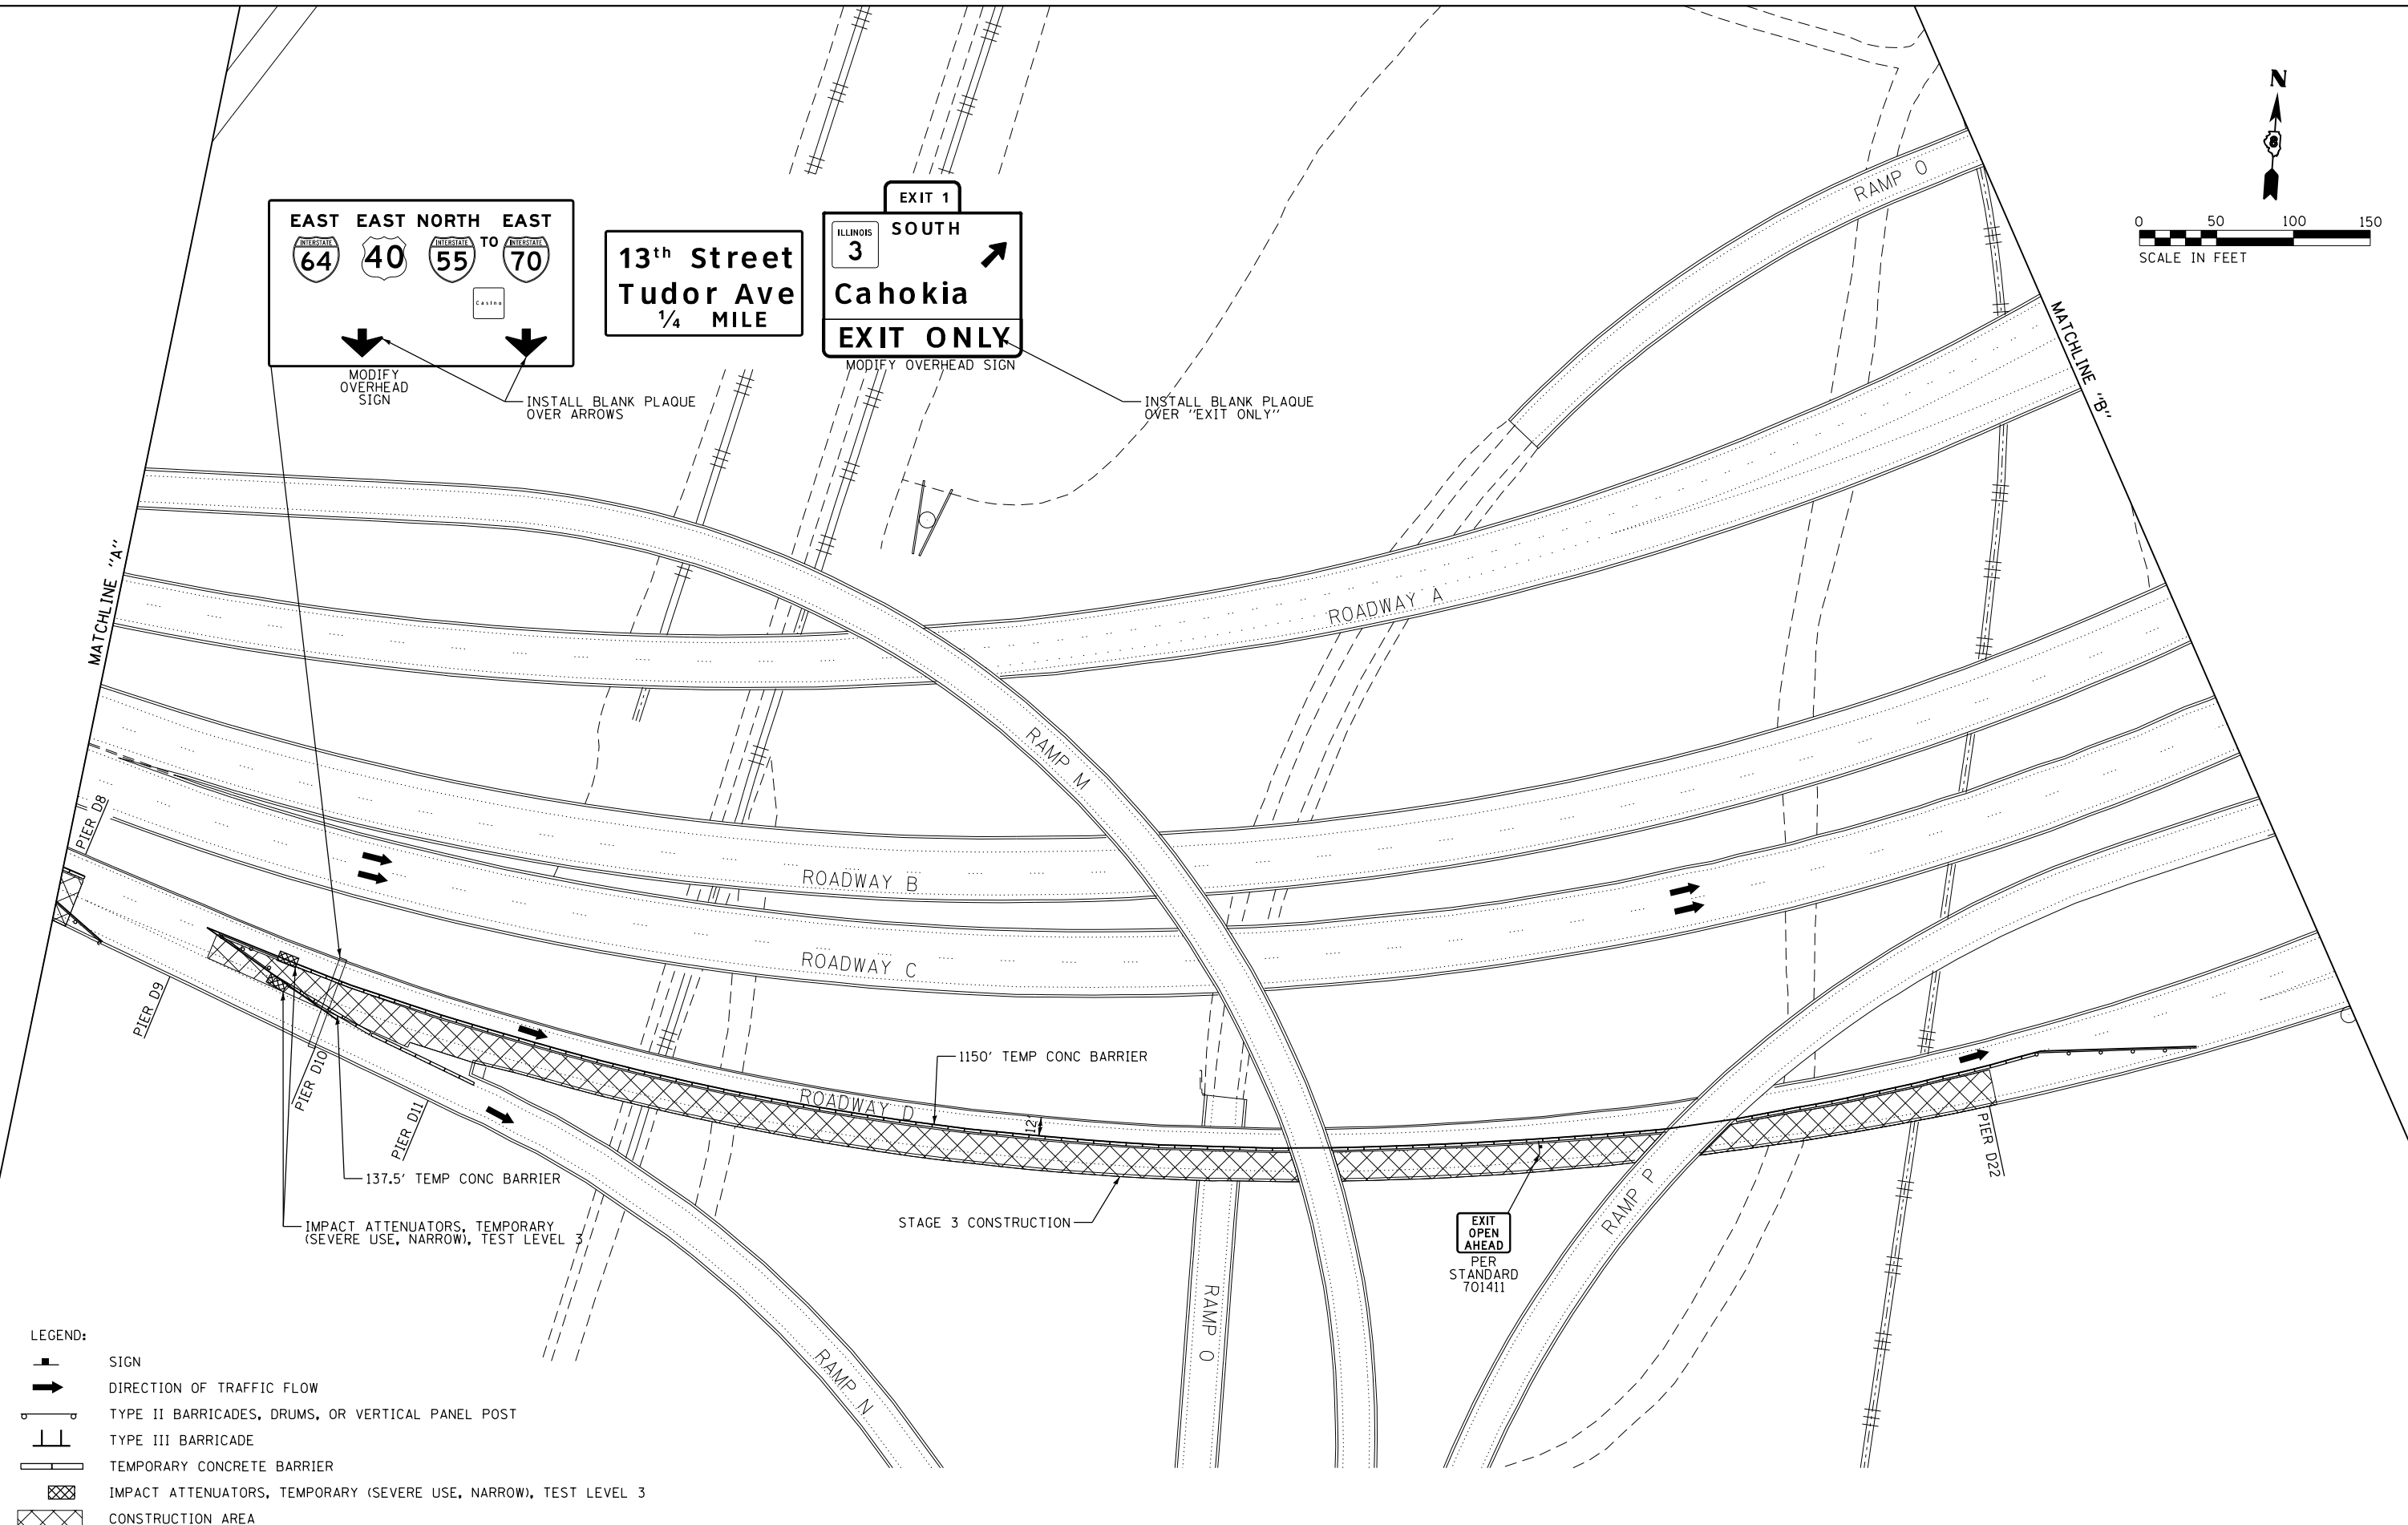 N
8
0 50 100 150
SCALE IN FEET
EAST EAST NORTH EAST
INTERSTATE 64 40 INTERSTATE 55 TO INTERSTATE 70
Casino
MODIFY
OVERHEAD
SIGN
INSTALL BLANK PLAQUE
OVER ARROWS
13th Street
Tudor Ave
1/4 MILE
EXIT 1
ILLINOIS
3
SOUTH
Cahokia
EXIT ONLY
MODIFY OVERHEAD SIGN
INSTALL BLANK PLAQUE
OVER "EXIT ONLY"
RAMP O
MATCHLINE "B"
MATCHLINE "A"
ROADWAY A
RAMP M
PIER D8
ROADWAY B
ROADWAY C
PIER D9
PIER D10
PIER D11
ROADWAY D
1150' TEMP CONC BARRIER
12'
137.5' TEMP CONC BARRIER
IMPACT ATTENUATORS, TEMPORARY
(SEVERE USE, NARROW), TEST LEVEL 3
STAGE 3 CONSTRUCTION
EXIT
OPEN
AHEAD
PER
STANDARD
701411
RAMP P
PIER D22
RAMP O
RAMP N
LEGEND:
SIGN
DIRECTION OF TRAFFIC FLOW
TYPE II BARRICADES, DRUMS, OR VERTICAL PANEL POST
TYPE III BARRICADE
TEMPORARY CONCRETE BARRIER
IMPACT ATTENUATORS, TEMPORARY (SEVERE USE, NARROW), TEST LEVEL 3
CONSTRUCTION AREA